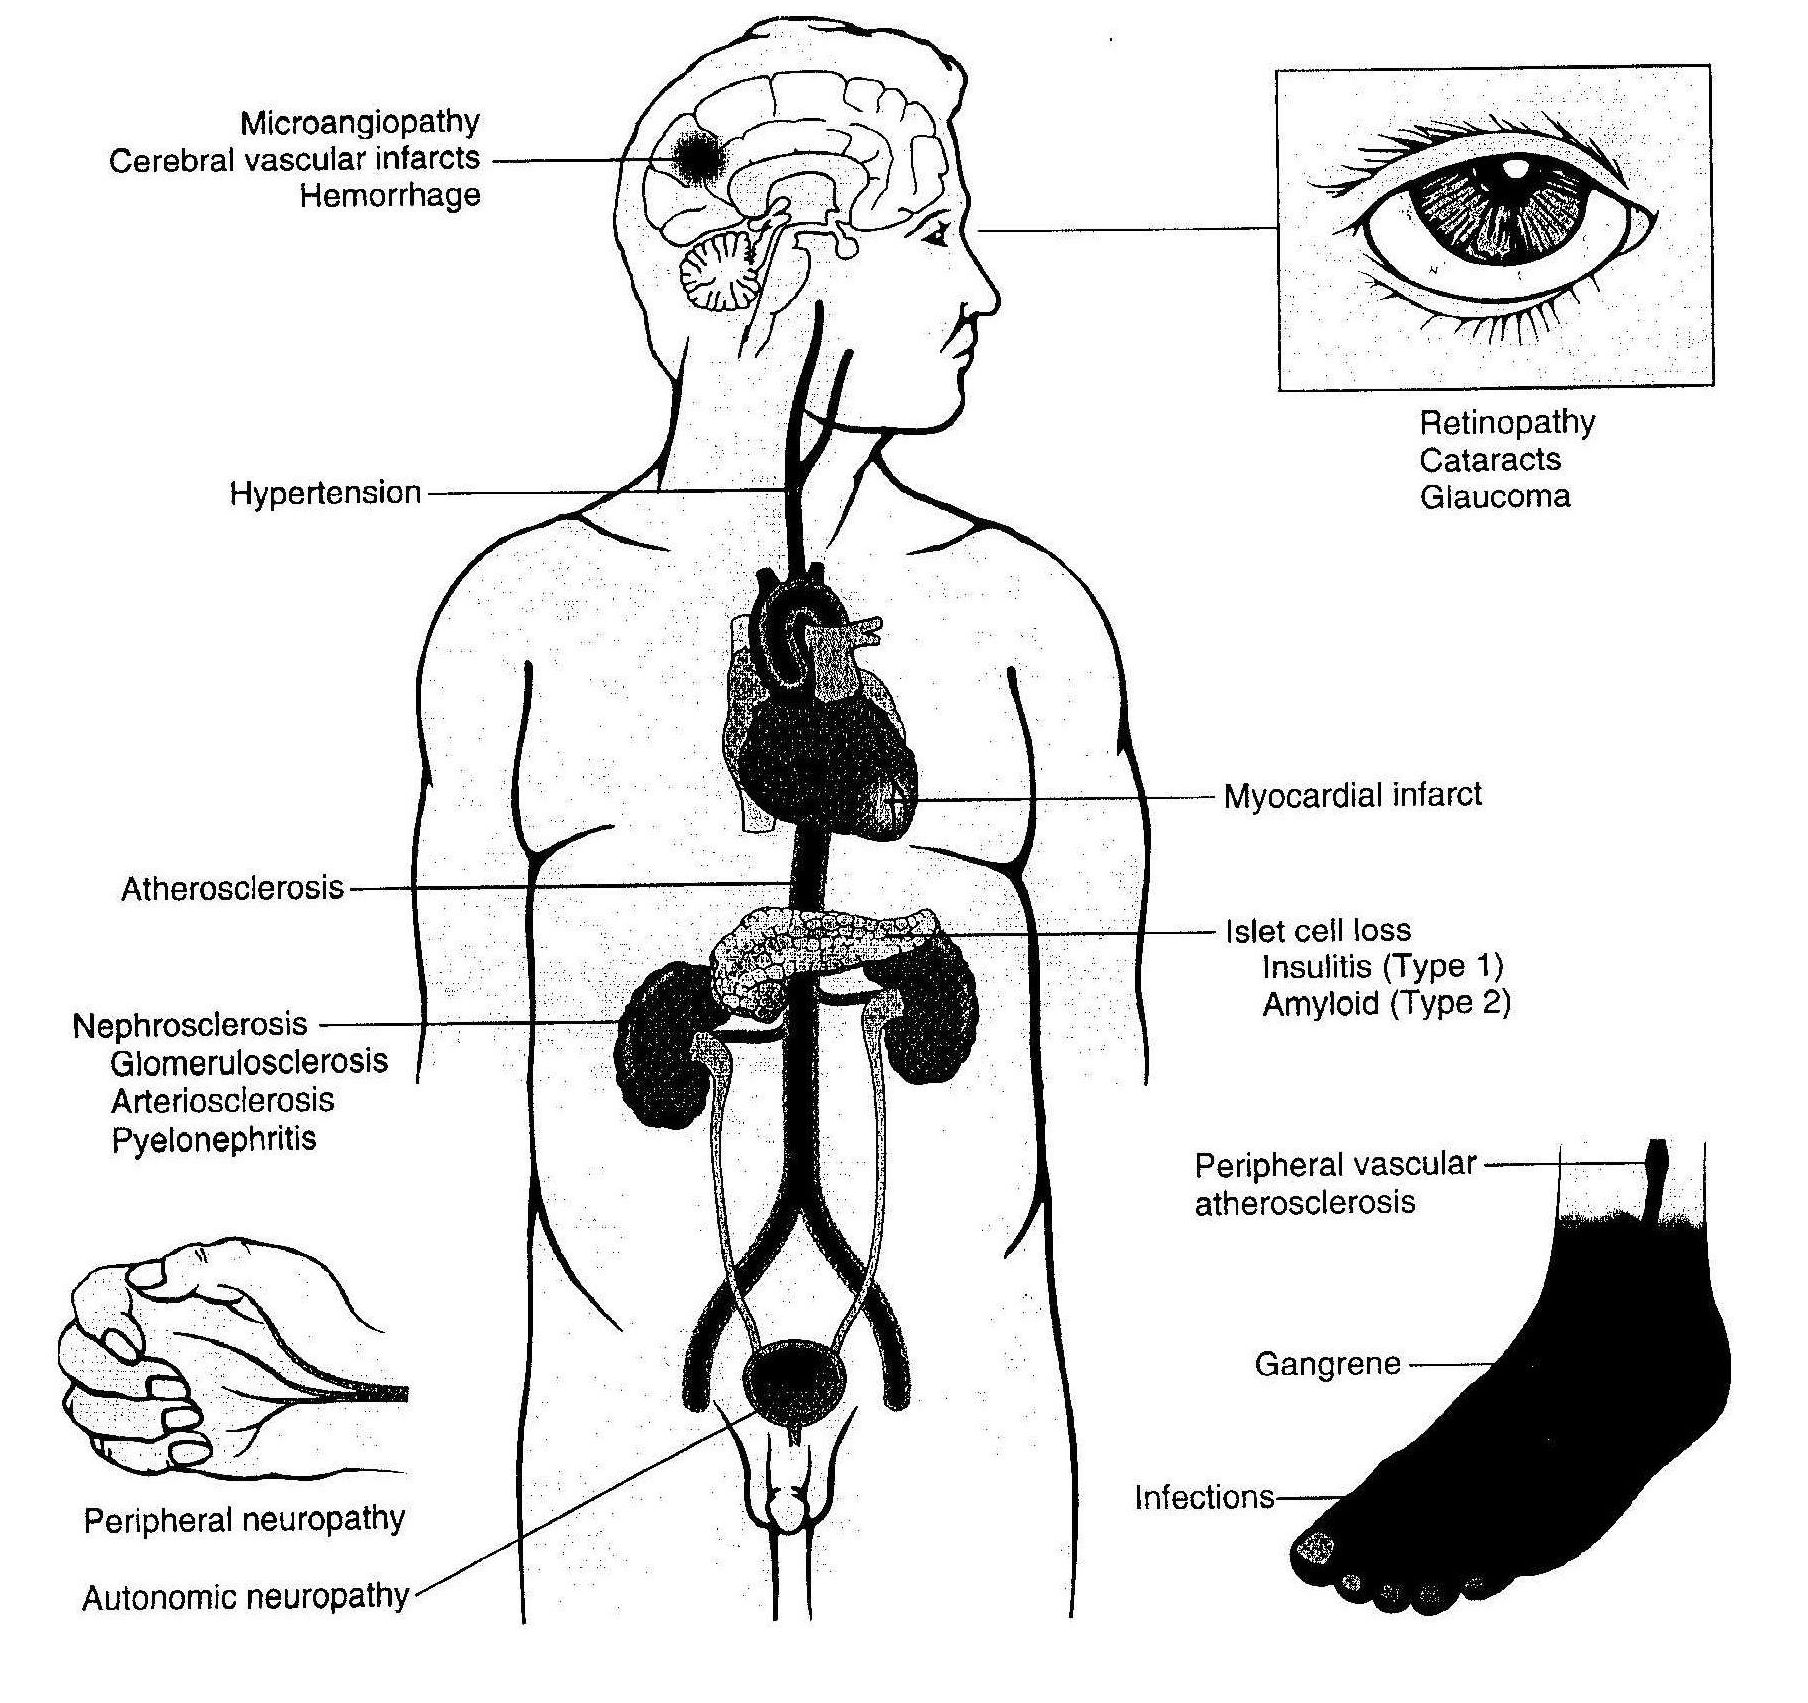 Microangiopathy
Cerebral vascular infarcts
Hemorrhage
Retinopathy
Cataracts
Glaucoma
Hypertension
Myocardial infarct
Atherosclerosis
Islet cell loss
Insulitis (Type 1)
Amyloid (Type 2)
Nephrosclerosis
Glomerulosclerosis
Arteriosclerosis
Pyelonephritis
Peripheral vascular
atherosclerosis
Gangrene
Infections
Peripheral neuropathy
Autonomic neuropathy